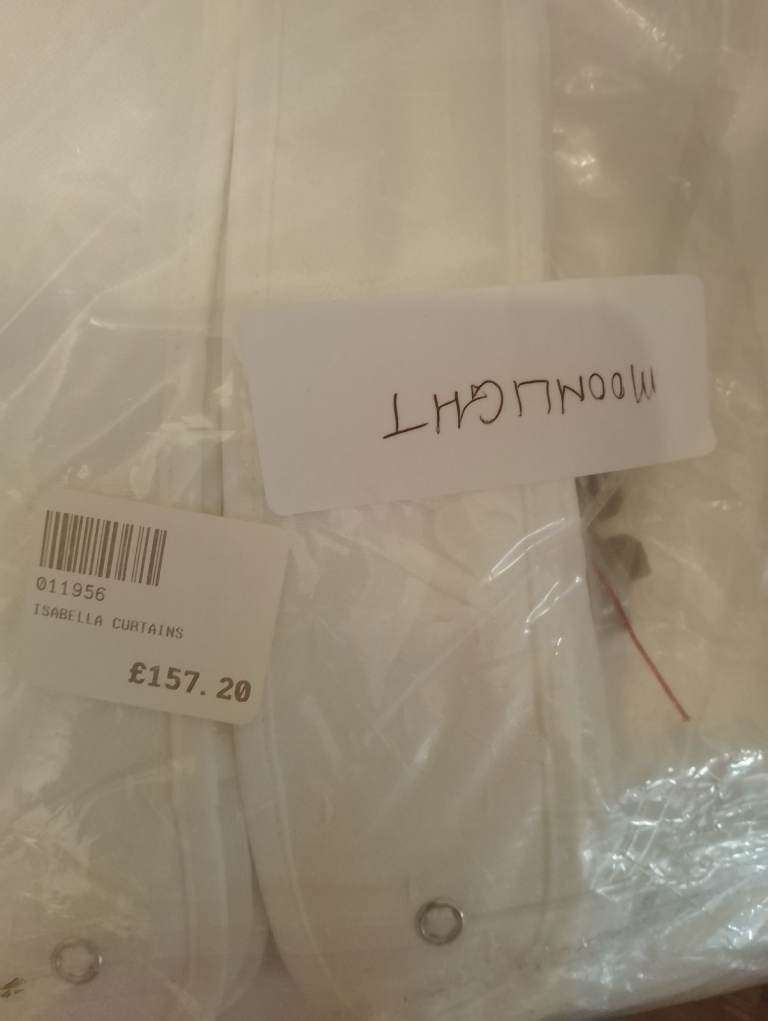 MOONLIGHT
011956
ISABELLA CURTAINS
£157.20